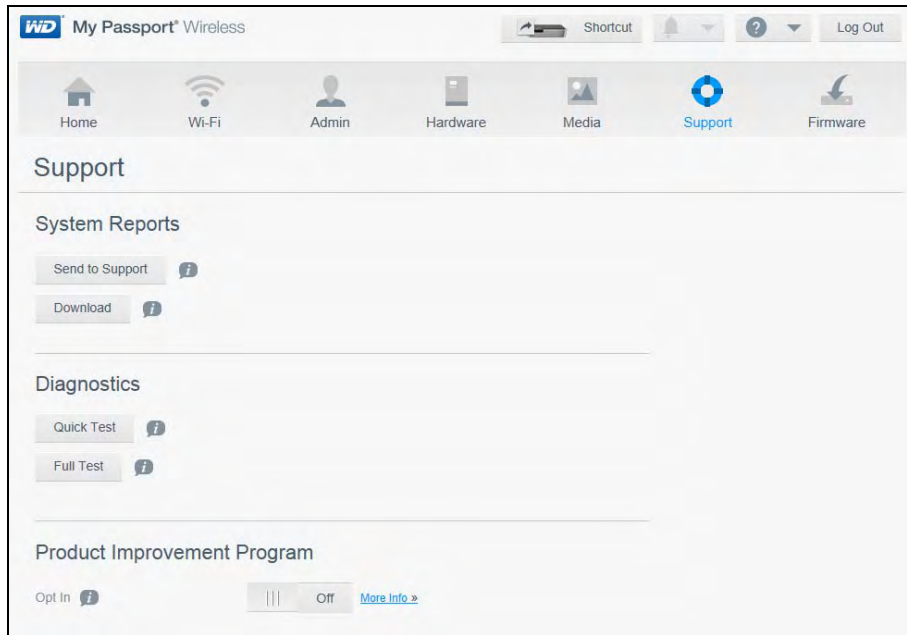 WD My Passport® Wireless
Shortcut
?
Log Out
Home
Wi-Fi
Admin
Hardware
Media
Support
Firmware
Support
System Reports
Send to Support i
Download i
Diagnostics
Quick Test i
Full Test i
Product Improvement Program
Opt In i ||| Off More Info »